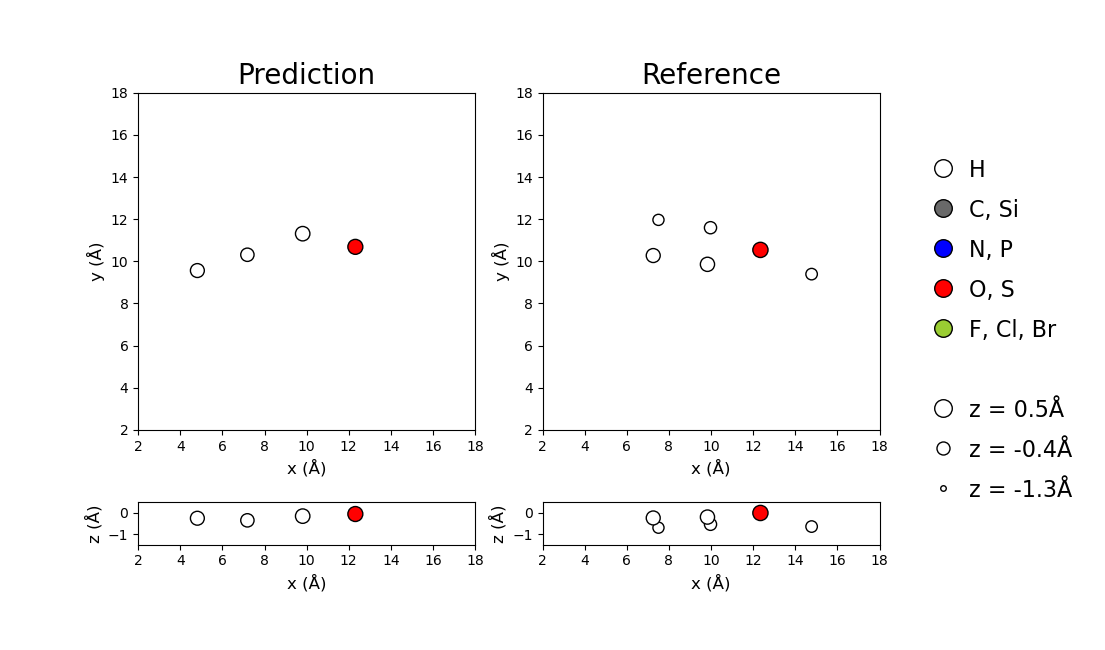 Prediction
Reference
18
16
14
12
10
8
6
4
2
y (Å)
2 4 6 8 10 12 14 16 18
x (Å)
18
16
14
12
10
8
6
4
2
y (Å)
2 4 6 8 10 12 14 16 18
x (Å)
0
−1
z (Å)
2 4 6 8 10 12 14 16 18
x (Å)
0
−1
z (Å)
2 4 6 8 10 12 14 16 18
x (Å)
H
C, Si
N, P
O, S
F, Cl, Br
z = 0.5Å
z = -0.4Å
z = -1.3Å